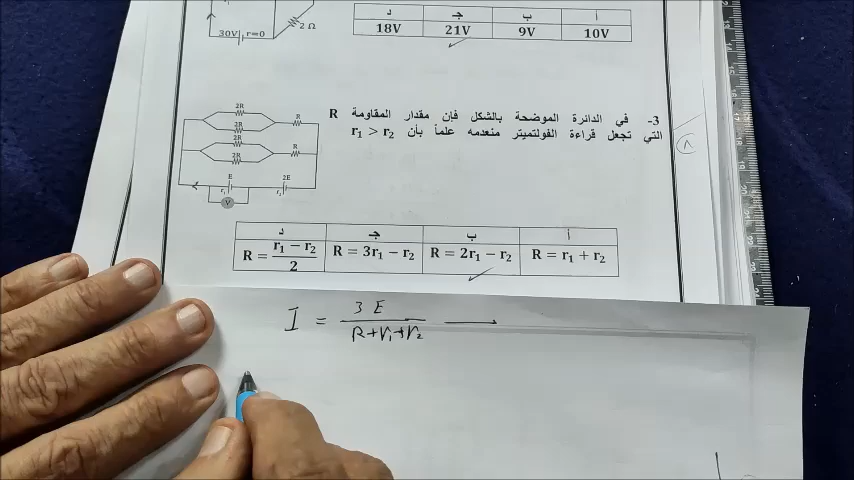 30V r=0
2 Ω
أ ب جـ د
10V 9V 21V 18V
3- في الدائرة الموضحة بالشكل فإن مقدار المقاومة R
التي تجعل قراءة الفولتميتر منعدمه علماً بأن r₁ > r₂
2R R
2R
2R R
2R
E 2E
r₁ r₂
V
أ ب جـ د
R = r₁ + r₂ R = 2r₁ − r₂ R = 3r₁ − r₂ R = (r₁ − r₂)/2
I = 3E/(R+r₁+r₂)